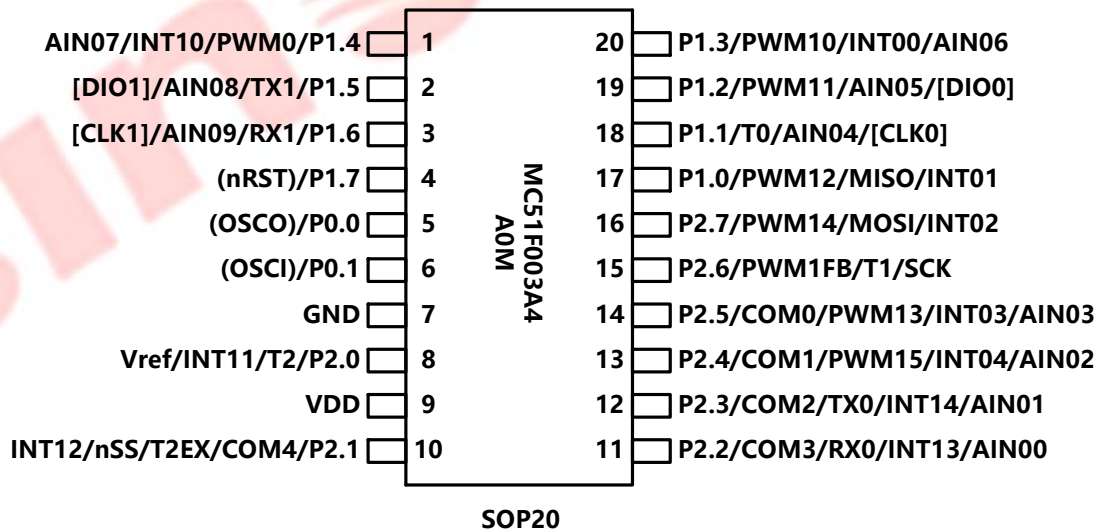 AIN07/INT10/PWM0/P1.4 1 20 P1.3/PWM10/INT00/AIN06
[DIO1]/AIN08/TX1/P1.5 2 19 P1.2/PWM11/AIN05/[DIO0]
[CLK1]/AIN09/RX1/P1.6 3 18 P1.1/T0/AIN04/[CLK0]
(nRST)/P1.7 4 17 P1.0/PWM12/MISO/INT01
(OSCO)/P0.0 5 16 P2.7/PWM14/MOSI/INT02
(OSCI)/P0.1 6 15 P2.6/PWM1FB/T1/SCK
GND 7 14 P2.5/COM0/PWM13/INT03/AIN03
Vref/INT11/T2/P2.0 8 13 P2.4/COM1/PWM15/INT04/AIN02
VDD 9 12 P2.3/COM2/TX0/INT14/AIN01
INT12/nSS/T2EX/COM4/P2.1 10 11 P2.2/COM3/RX0/INT13/AIN00
MC51F003A4
A0M
SOP20